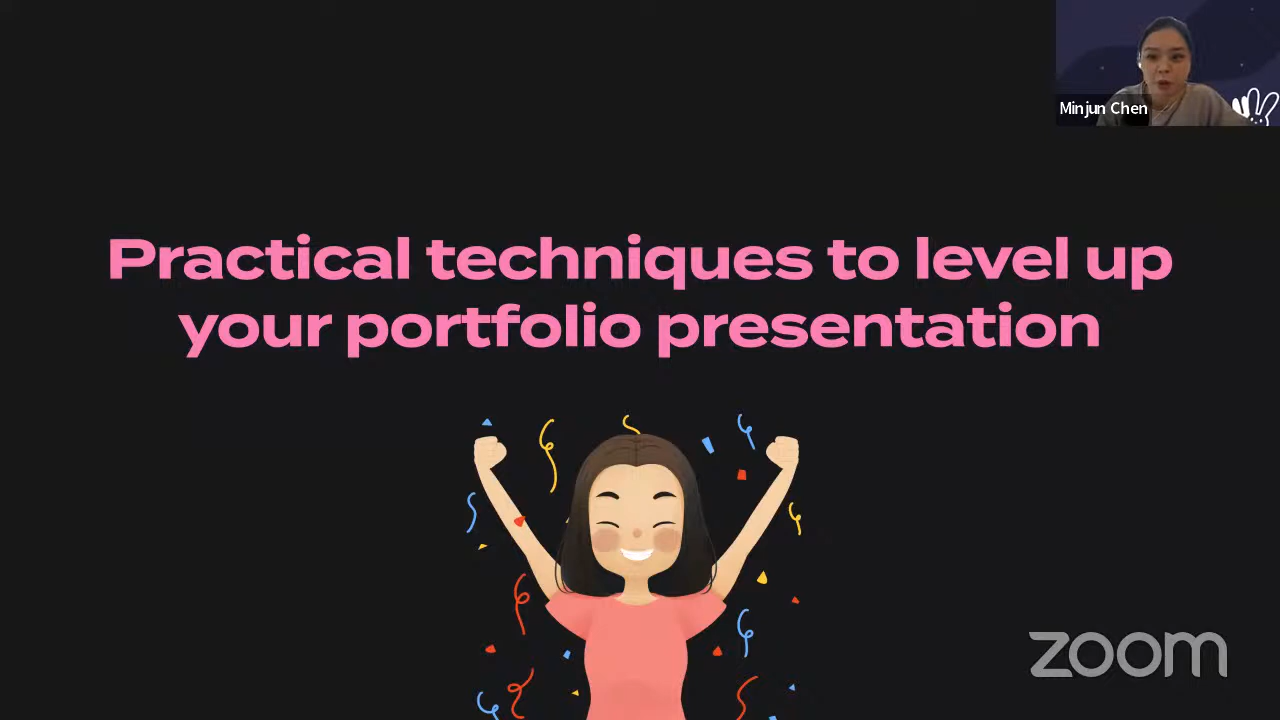 Minjun Chen
Practical techniques to level up
your portfolio presentation
zoom